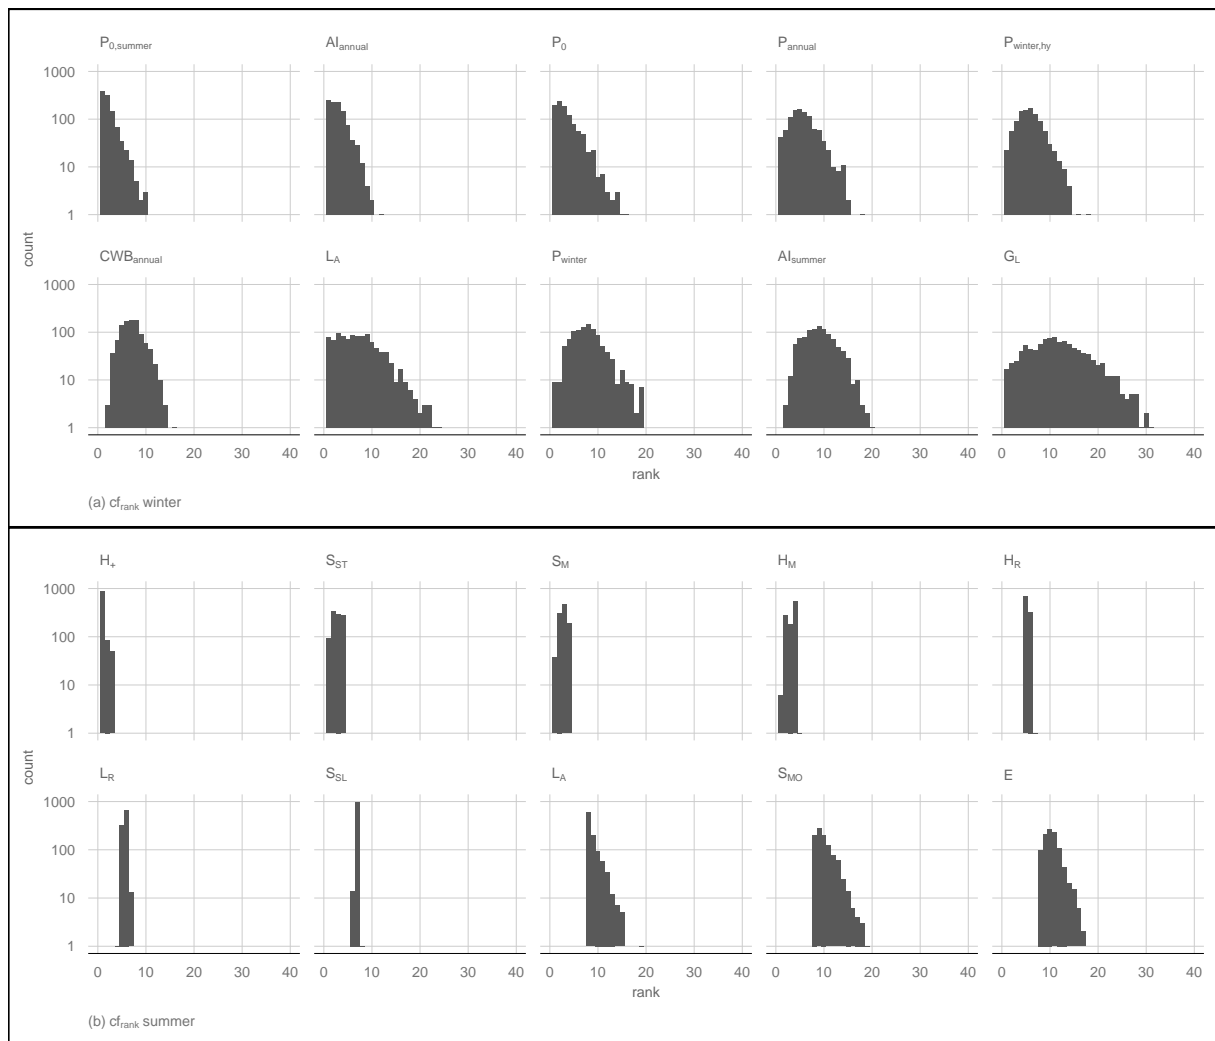 P0,summer AIannual P0 Pannual Pwinter,hy
1000
100
10
1
CWBannual LA Pwinter AIsummer GL
1000
100
10
1
count
0 10 20 30 40 0 10 20 30 40 0 10 20 30 40 0 10 20 30 40 0 10 20 30 40
rank
(a) cfrank winter
H+ SST SM HM HR
1000
100
10
1
LR SSL LA SMO E
1000
100
10
1
count
0 10 20 30 40 0 10 20 30 40 0 10 20 30 40 0 10 20 30 40 0 10 20 30 40
rank
(b) cfrank summer